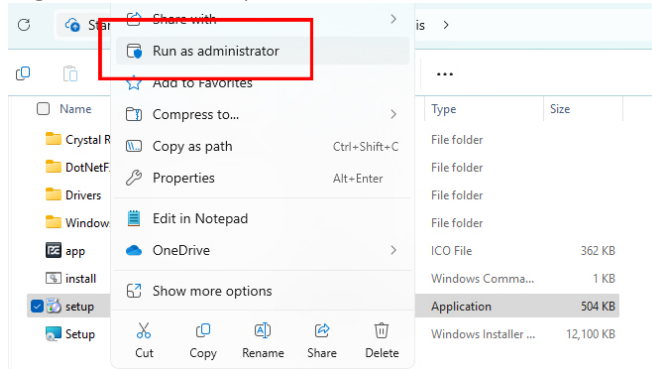 Share with
Sta
is >
Run as administrator
Add to Favorites
Name
Type
Size
Compress to...
Crystal R
File folder
Copy as path
Ctrl+Shift+C
DotNetF
File folder
Properties
Alt+Enter
Drivers
File folder
Edit in Notepad
Window
File folder
OneDrive
app
ICO File
362 KB
install
Windows Comma...
1 KB
Show more options
setup
Application
504 KB
Setup
Windows Installer ...
12,100 KB
Cut Copy Rename Share Delete